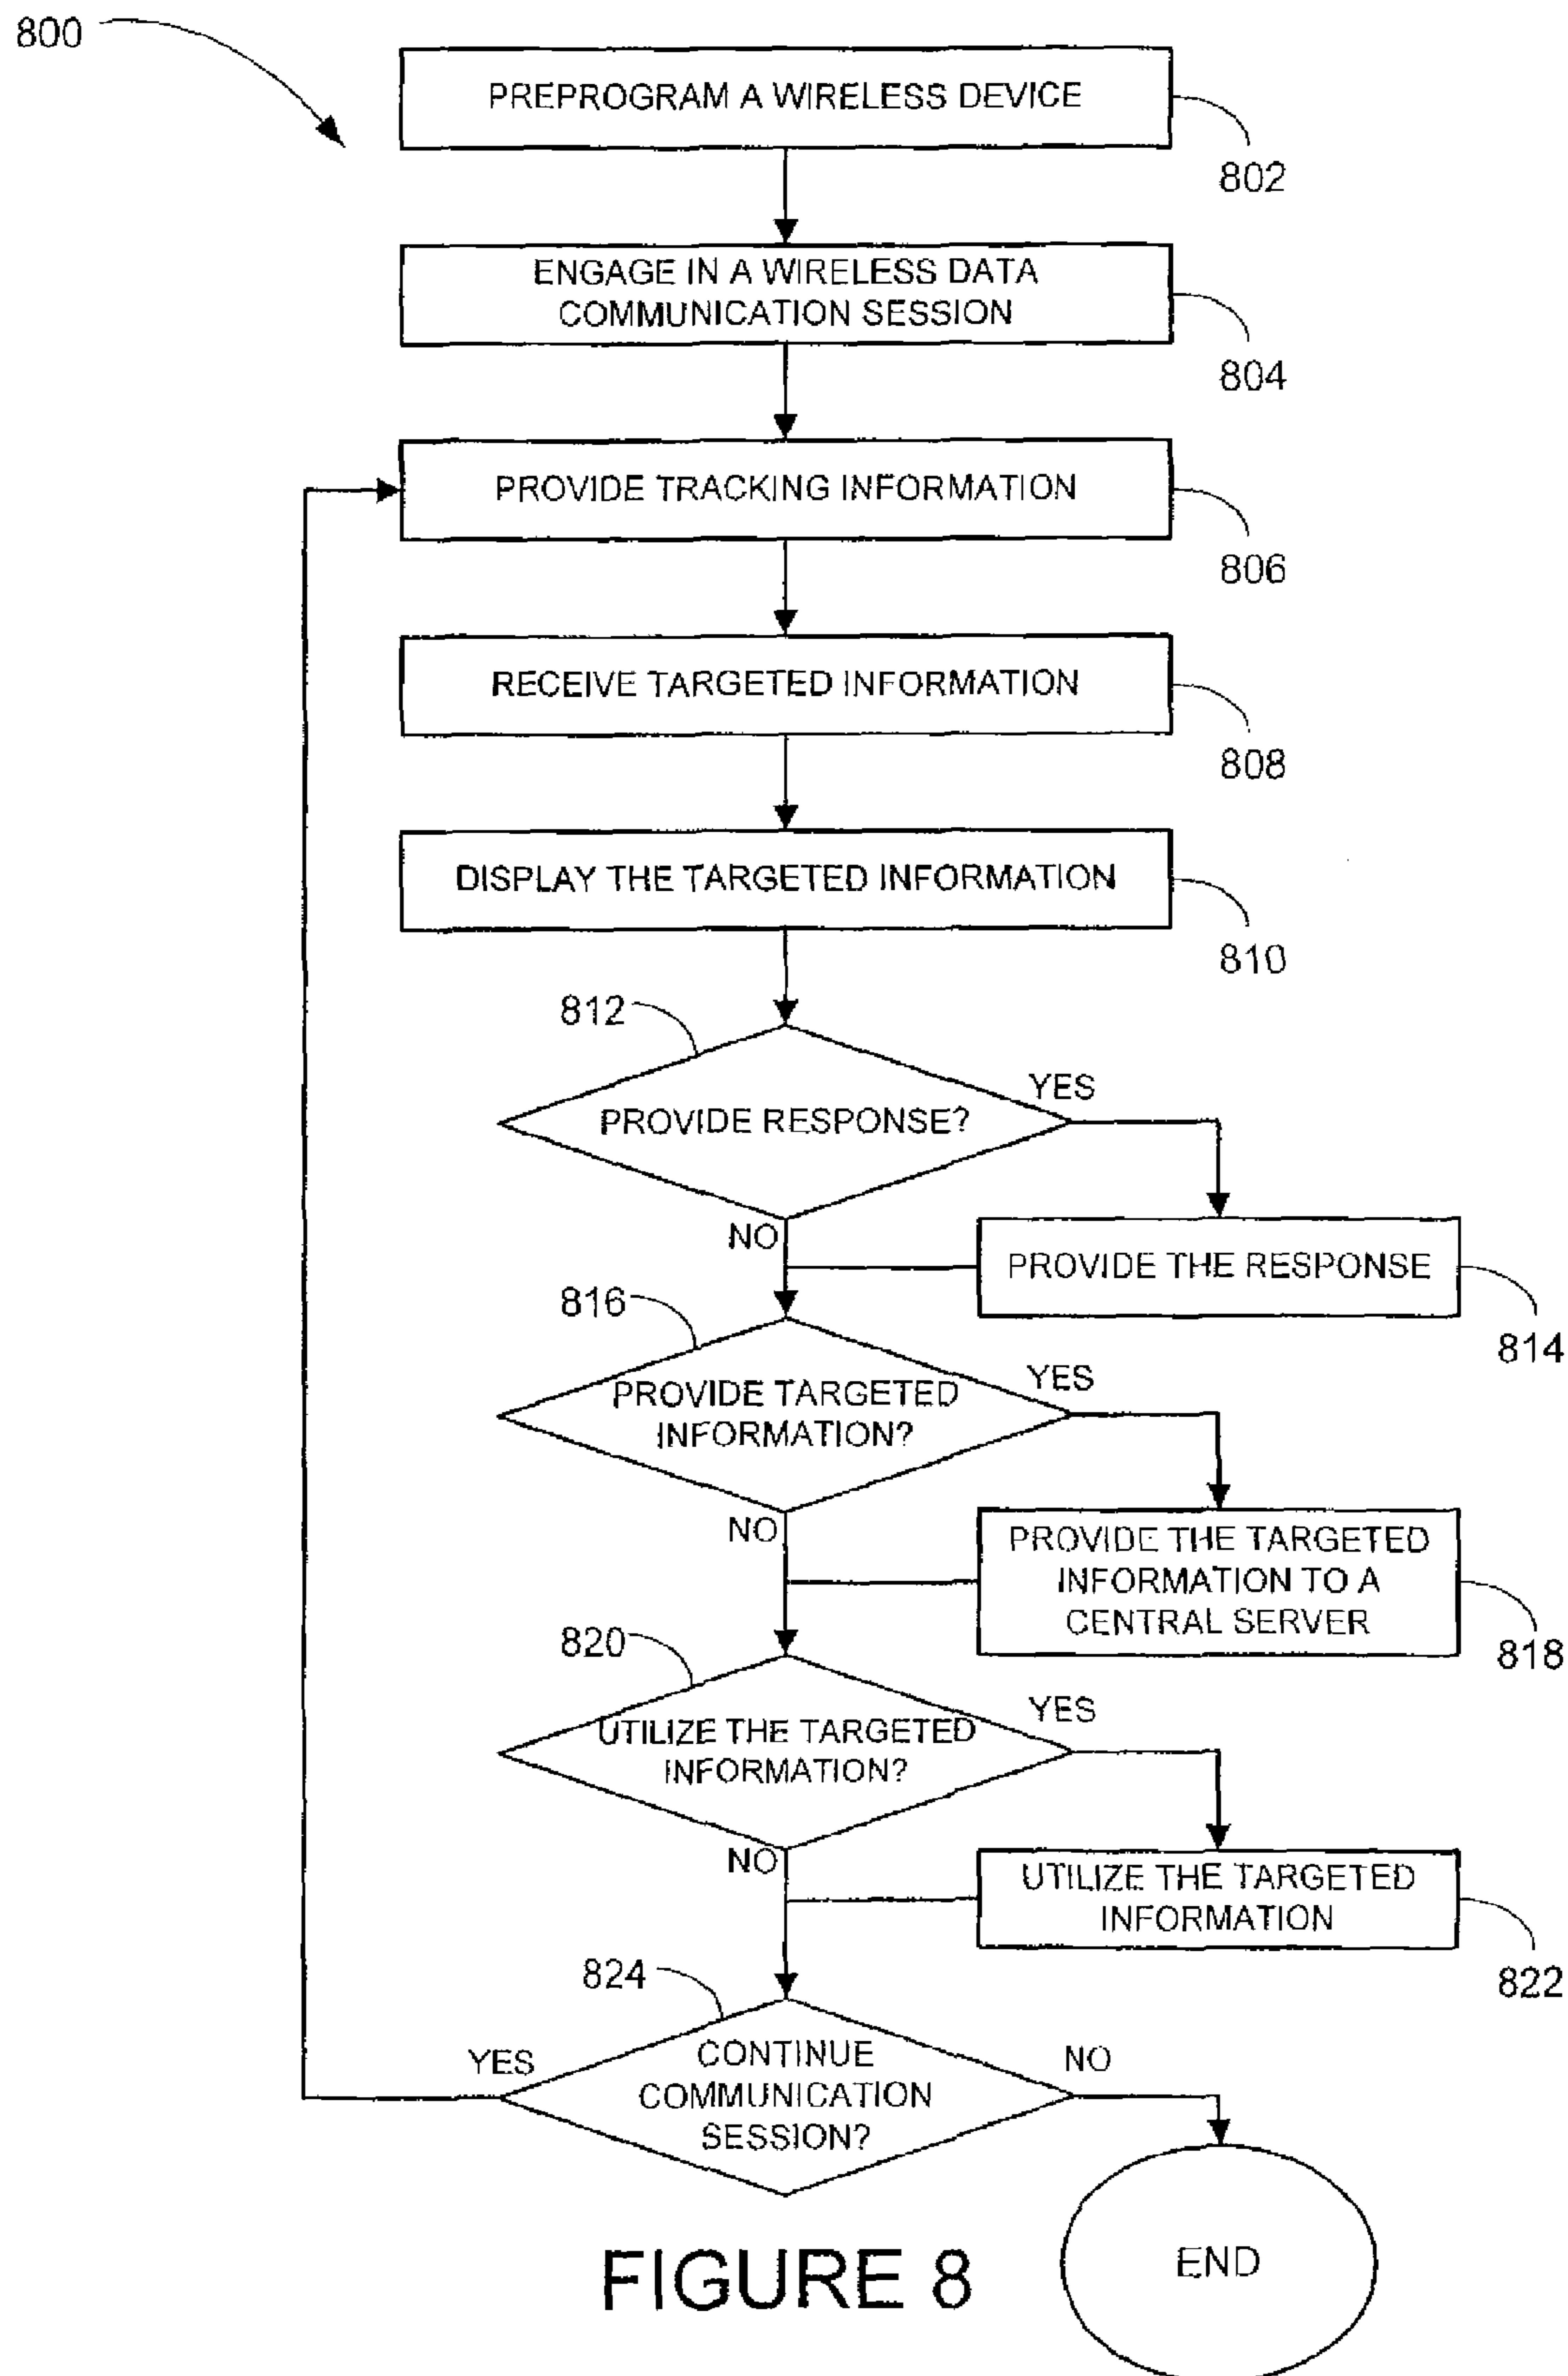 800
PREPROGRAM A WIRELESS DEVICE
802
ENGAGE IN A WIRELESS DATA
COMMUNICATION SESSION
804
PROVIDE TRACKING INFORMATION
806
RECEIVE TARGETED INFORMATION
808
DISPLAY THE TARGETED INFORMATION
810
812
PROVIDE RESPONSE?
YES
NO
PROVIDE THE RESPONSE
814
816
PROVIDE TARGETED
INFORMATION?
YES
NO
PROVIDE THE TARGETED
INFORMATION TO A
CENTRAL SERVER
818
820
UTILIZE THE TARGETED
INFORMATION?
YES
NO
UTILIZE THE TARGETED
INFORMATION
822
824
YES
CONTINUE
COMMUNICATION
SESSION?
NO
END
FIGURE 8